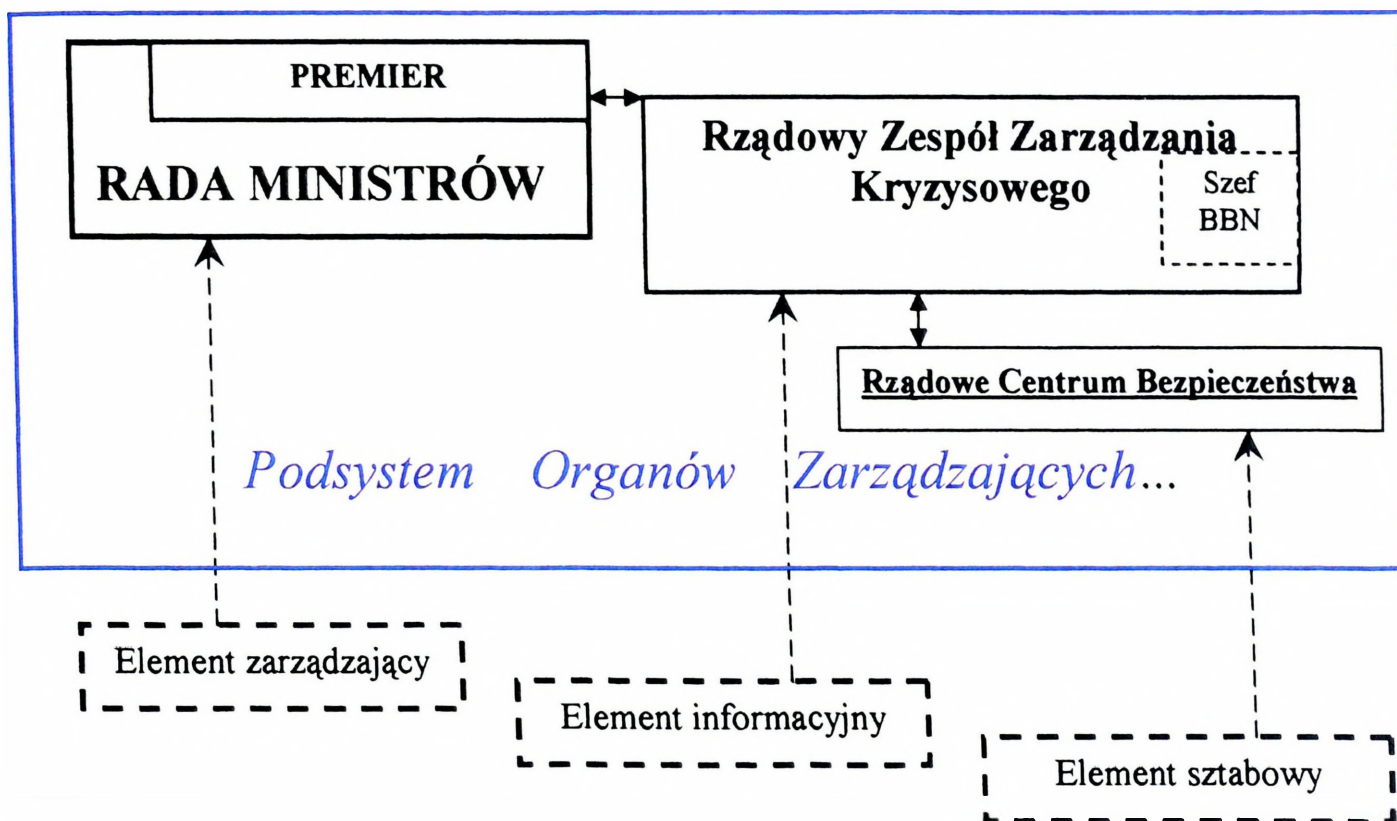 PREMIER
RADA MINISTRÓW
Rządowy Zespół Zarządzania
Kryzysowego
Szef
BBN
Rządowe Centrum Bezpieczeństwa
Podsystem Organów Zarządzających...
Element zarządzający
Element informacyjny
Element sztabowy